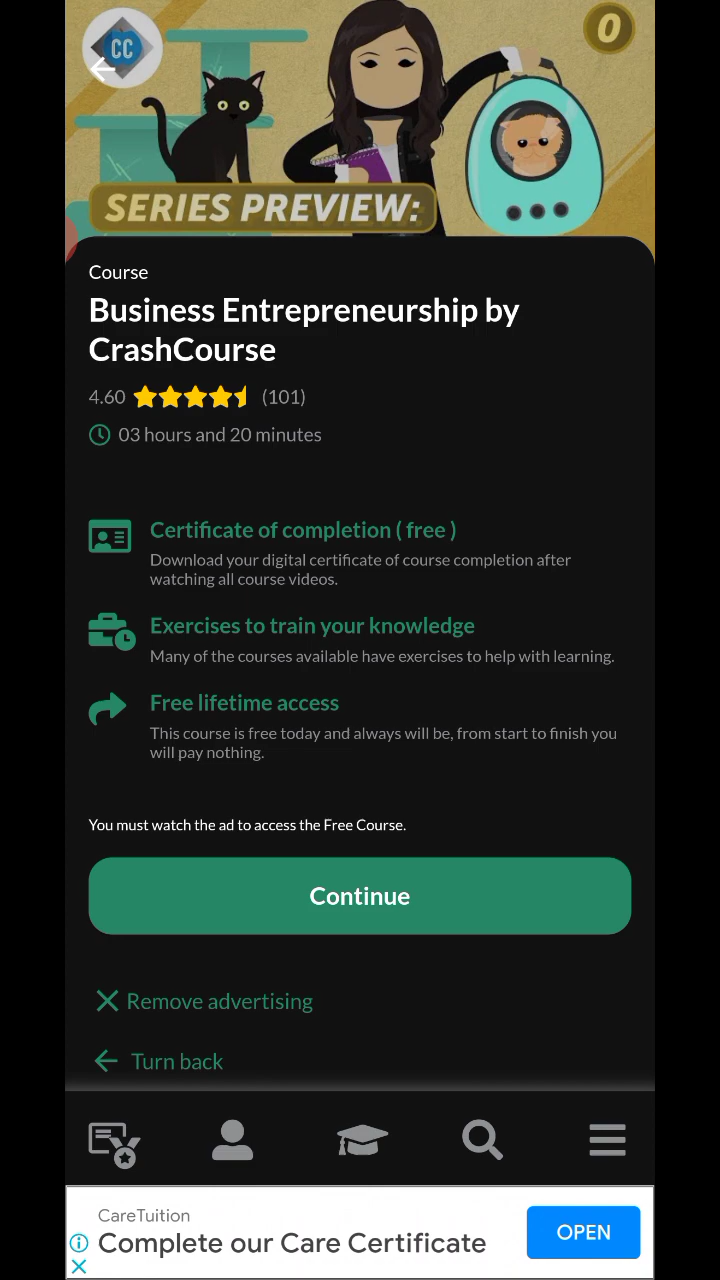 CC
0
SERIES PREVIEW:
Course
Business Entrepreneurship by
CrashCourse
4.60 (101)
03 hours and 20 minutes
Certificate of completion ( free )
Download your digital certificate of course completion after
watching all course videos.
Exercises to train your knowledge
Many of the courses available have exercises to help with learning.
Free lifetime access
This course is free today and always will be, from start to finish you
will pay nothing.
You must watch the ad to access the Free Course.
Continue
Remove advertising
Turn back
CareTuition
Complete our Care Certificate
OPEN